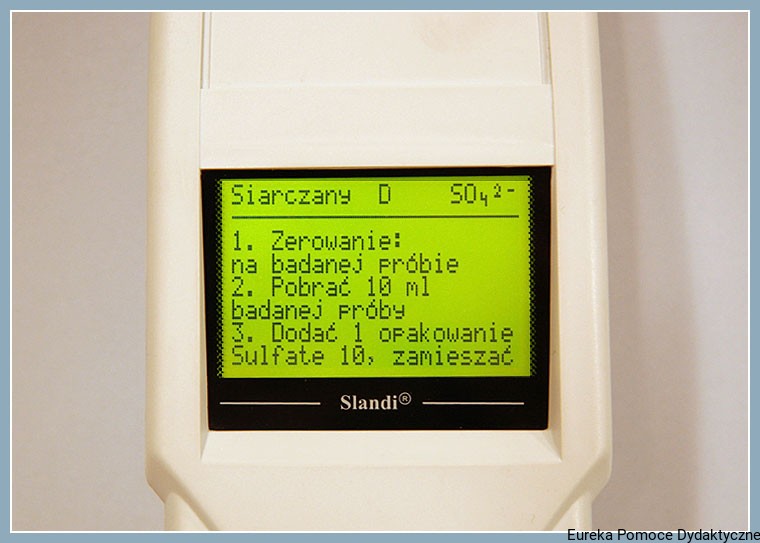 Siarczany D SO₄²⁻
1. Zerowanie:
na badanej próbie
2. Pobrać 10 ml
badanej próby
3. Dodać 1 opakowanie
Sulfate 10, zamieszać
Slandi®
Eureka Pomoce Dydaktyczne